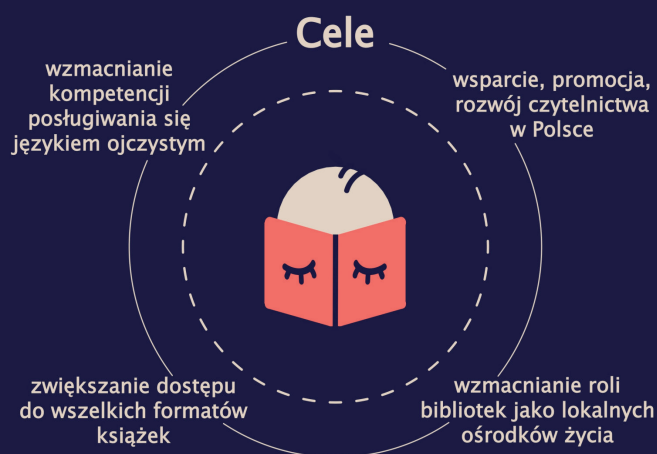 Cele
wzmacnianie
kompetencji
posługiwania się
językiem ojczystym
wsparcie, promocja,
rozwój czytelnictwa
w Polsce
zwiększanie dostępu
do wszelkich formatów
książek
wzmacnianie roli
bibliotek jako lokalnych
ośrodków życia